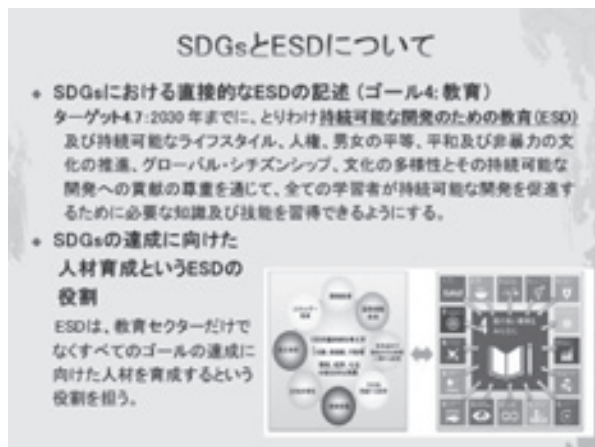 SDGsとESDについて
SDGsにおける直接的なESDの記述（ゴール4: 教育）
ターゲット4.7:2030 年までに、とりわけ持続可能な開発のための教育（ESD）
及び持続可能なライフスタイル、人権、男女の平等、平和及び非暴力の文
化の推進、グローバル・シチズンシップ、文化の多様性とその持続可能な
開発への貢献の尊重を通じて、全ての学習者が持続可能な開発を促進す
るために必要な知識及び技能を習得できるようにする。
SDGsの達成に向けた
人材育成というESDの
役割
ESDは、教育セクターだけで
なくすべてのゴールの達成に
向けた人材を育成するという
役割を担う。
4